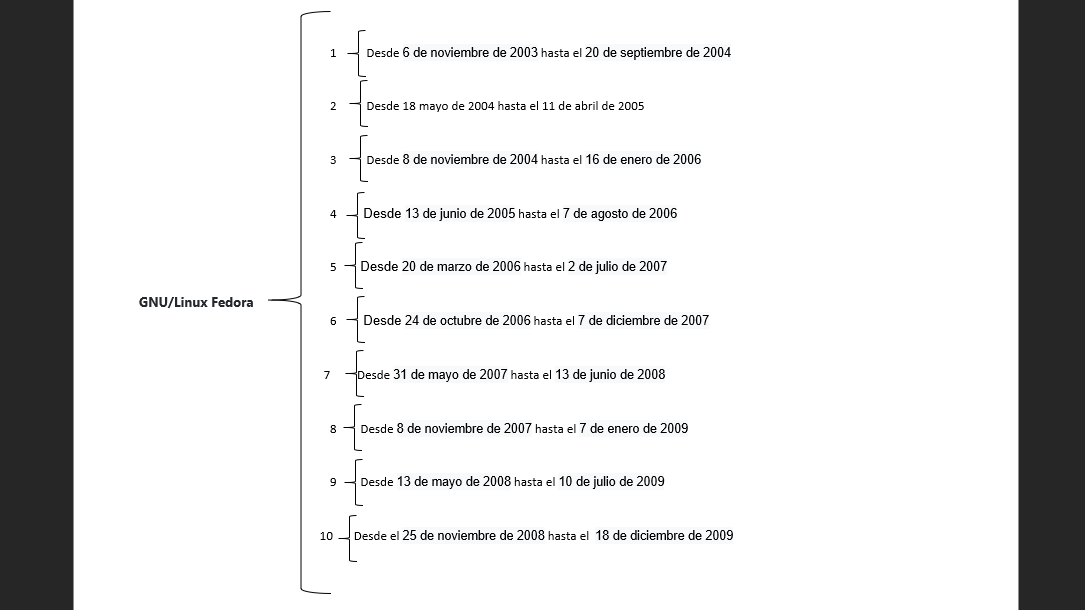 1 Desde 6 de noviembre de 2003 hasta el 20 de septiembre de 2004
2 Desde 18 mayo de 2004 hasta el 11 de abril de 2005
3 Desde 8 de noviembre de 2004 hasta el 16 de enero de 2006
4 Desde 13 de junio de 2005 hasta el 7 de agosto de 2006
5 Desde 20 de marzo de 2006 hasta el 2 de julio de 2007
GNU/Linux Fedora
6 Desde 24 de octubre de 2006 hasta el 7 de diciembre de 2007
7 Desde 31 de mayo de 2007 hasta el 13 de junio de 2008
8 Desde 8 de noviembre de 2007 hasta el 7 de enero de 2009
9 Desde 13 de mayo de 2008 hasta el 10 de julio de 2009
10 Desde el 25 de noviembre de 2008 hasta el 18 de diciembre de 2009